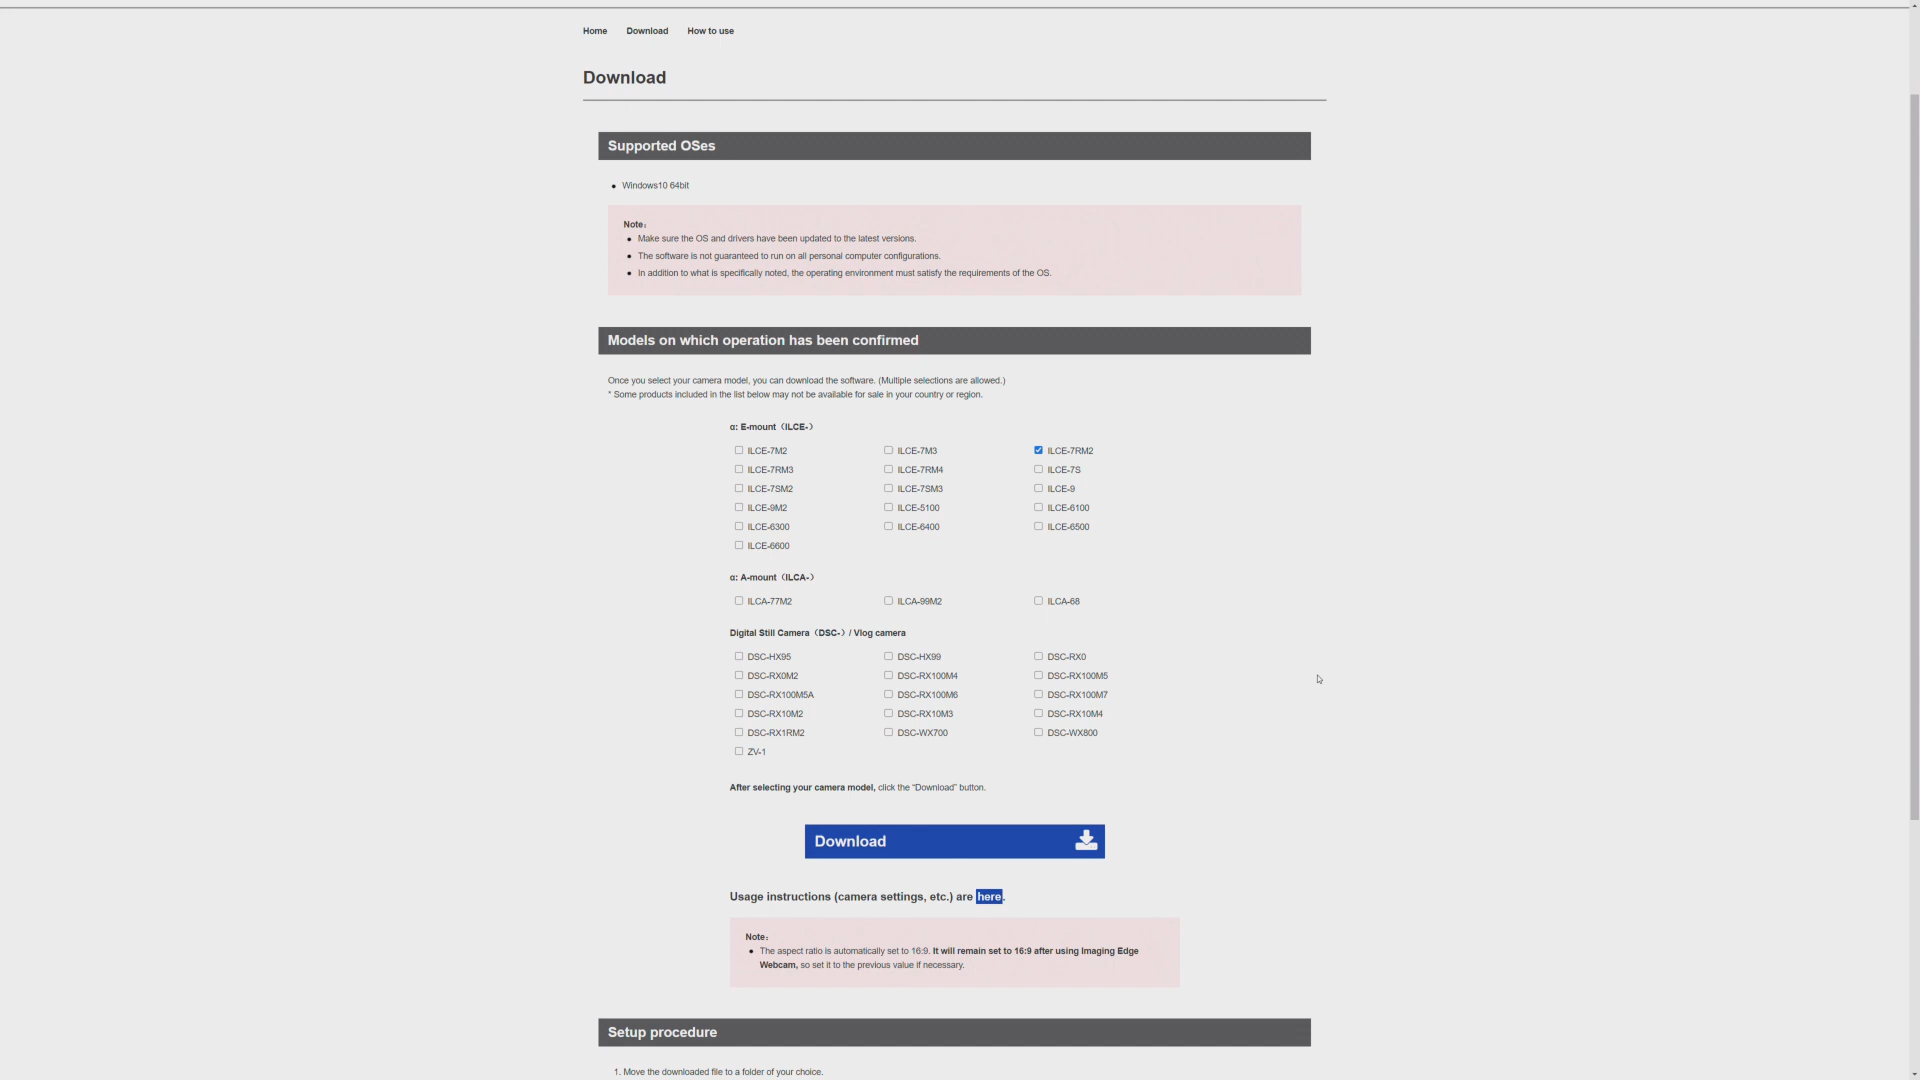 Home Download How to use
Download
Supported OSes
Windows10 64bit
Note:
Make sure the OS and drivers have been updated to the latest versions.
The software is not guaranteed to run on all personal computer configurations.
In addition to what is specifically noted, the operating environment must satisfy the requirements of the OS.
Models on which operation has been confirmed
Once you select your camera model, you can download the software. (Multiple selections are allowed.)
* Some products included in the list below may not be available for sale in your country or region.
α: E-mount（ILCE-）
ILCE-7M2 ILCE-7M3 ILCE-7RM2
ILCE-7RM3 ILCE-7RM4 ILCE-7S
ILCE-7SM2 ILCE-7SM3 ILCE-9
ILCE-9M2 ILCE-5100 ILCE-6100
ILCE-6300 ILCE-6400 ILCE-6500
ILCE-6600
α: A-mount（ILCA-）
ILCA-77M2 ILCA-99M2 ILCA-68
Digital Still Camera（DSC-）/ Vlog camera
DSC-HX95 DSC-HX99 DSC-RX0
DSC-RX0M2 DSC-RX100M4 DSC-RX100M5
DSC-RX100M5A DSC-RX100M6 DSC-RX100M7
DSC-RX10M2 DSC-RX10M3 DSC-RX10M4
DSC-RX1RM2 DSC-WX700 DSC-WX800
ZV-1
After selecting your camera model, click the “Download” button.
Download
Usage instructions (camera settings, etc.) are here.
Note:
The aspect ratio is automatically set to 16:9. It will remain set to 16:9 after using Imaging Edge
Webcam, so set it to the previous value if necessary.
Setup procedure
1. Move the downloaded file to a folder of your choice.